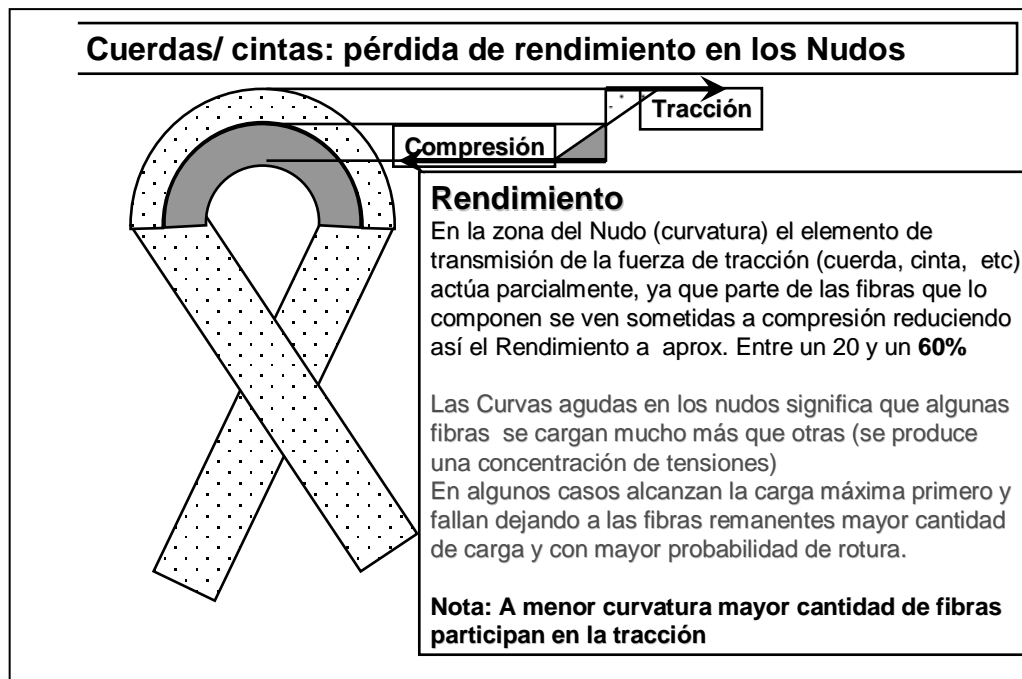 Cuerdas/ cintas: pérdida de rendimiento en los Nudos
Tracción
Compresión
Rendimiento
En la zona del Nudo (curvatura) el elemento de
transmisión de la fuerza de tracción (cuerda, cinta, etc)
actúa parcialmente, ya que parte de las fibras que lo
componen se ven sometidas a compresión reduciendo
así el Rendimiento a aprox. Entre un 20 y un 60%
Las Curvas agudas en los nudos significa que algunas
fibras se cargan mucho más que otras (se produce
una concentración de tensiones)
En algunos casos alcanzan la carga máxima primero y
fallan dejando a las fibras remanentes mayor cantidad
de carga y con mayor probabilidad de rotura.
Nota: A menor curvatura mayor cantidad de fibras
participan en la tracción